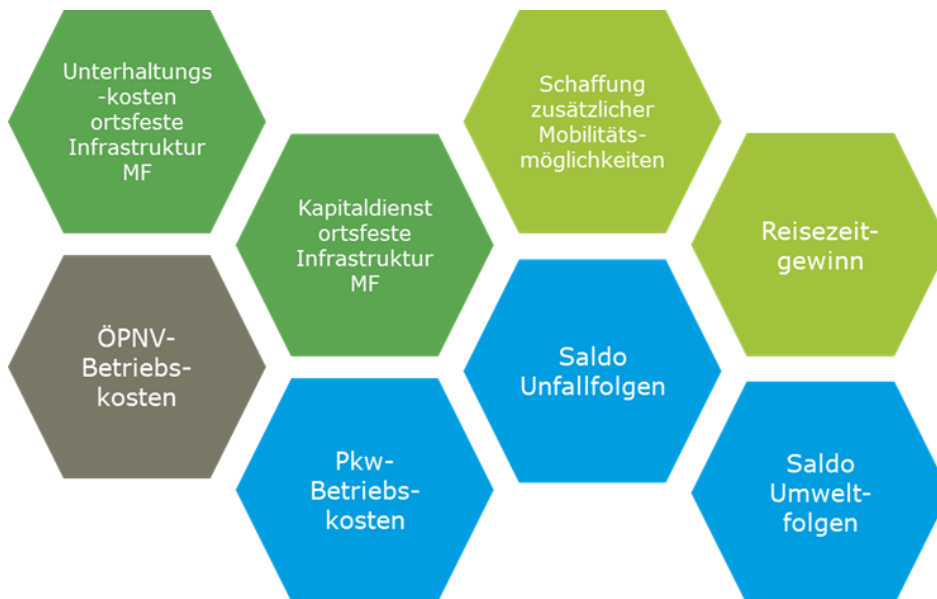 Unterhaltungs
-kosten
ortsfeste
Infrastruktur
MF
Kapitaldienst
ortsfeste
Infrastruktur
MF
Schaffung
zusätzlicher
Mobilitäts-
möglichkeiten
Reisezeit-
gewinn
ÖPNV-
Betriebs-
kosten
Pkw-
Betriebs-
kosten
Saldo
Unfallfolgen
Saldo
Umwelt-
folgen